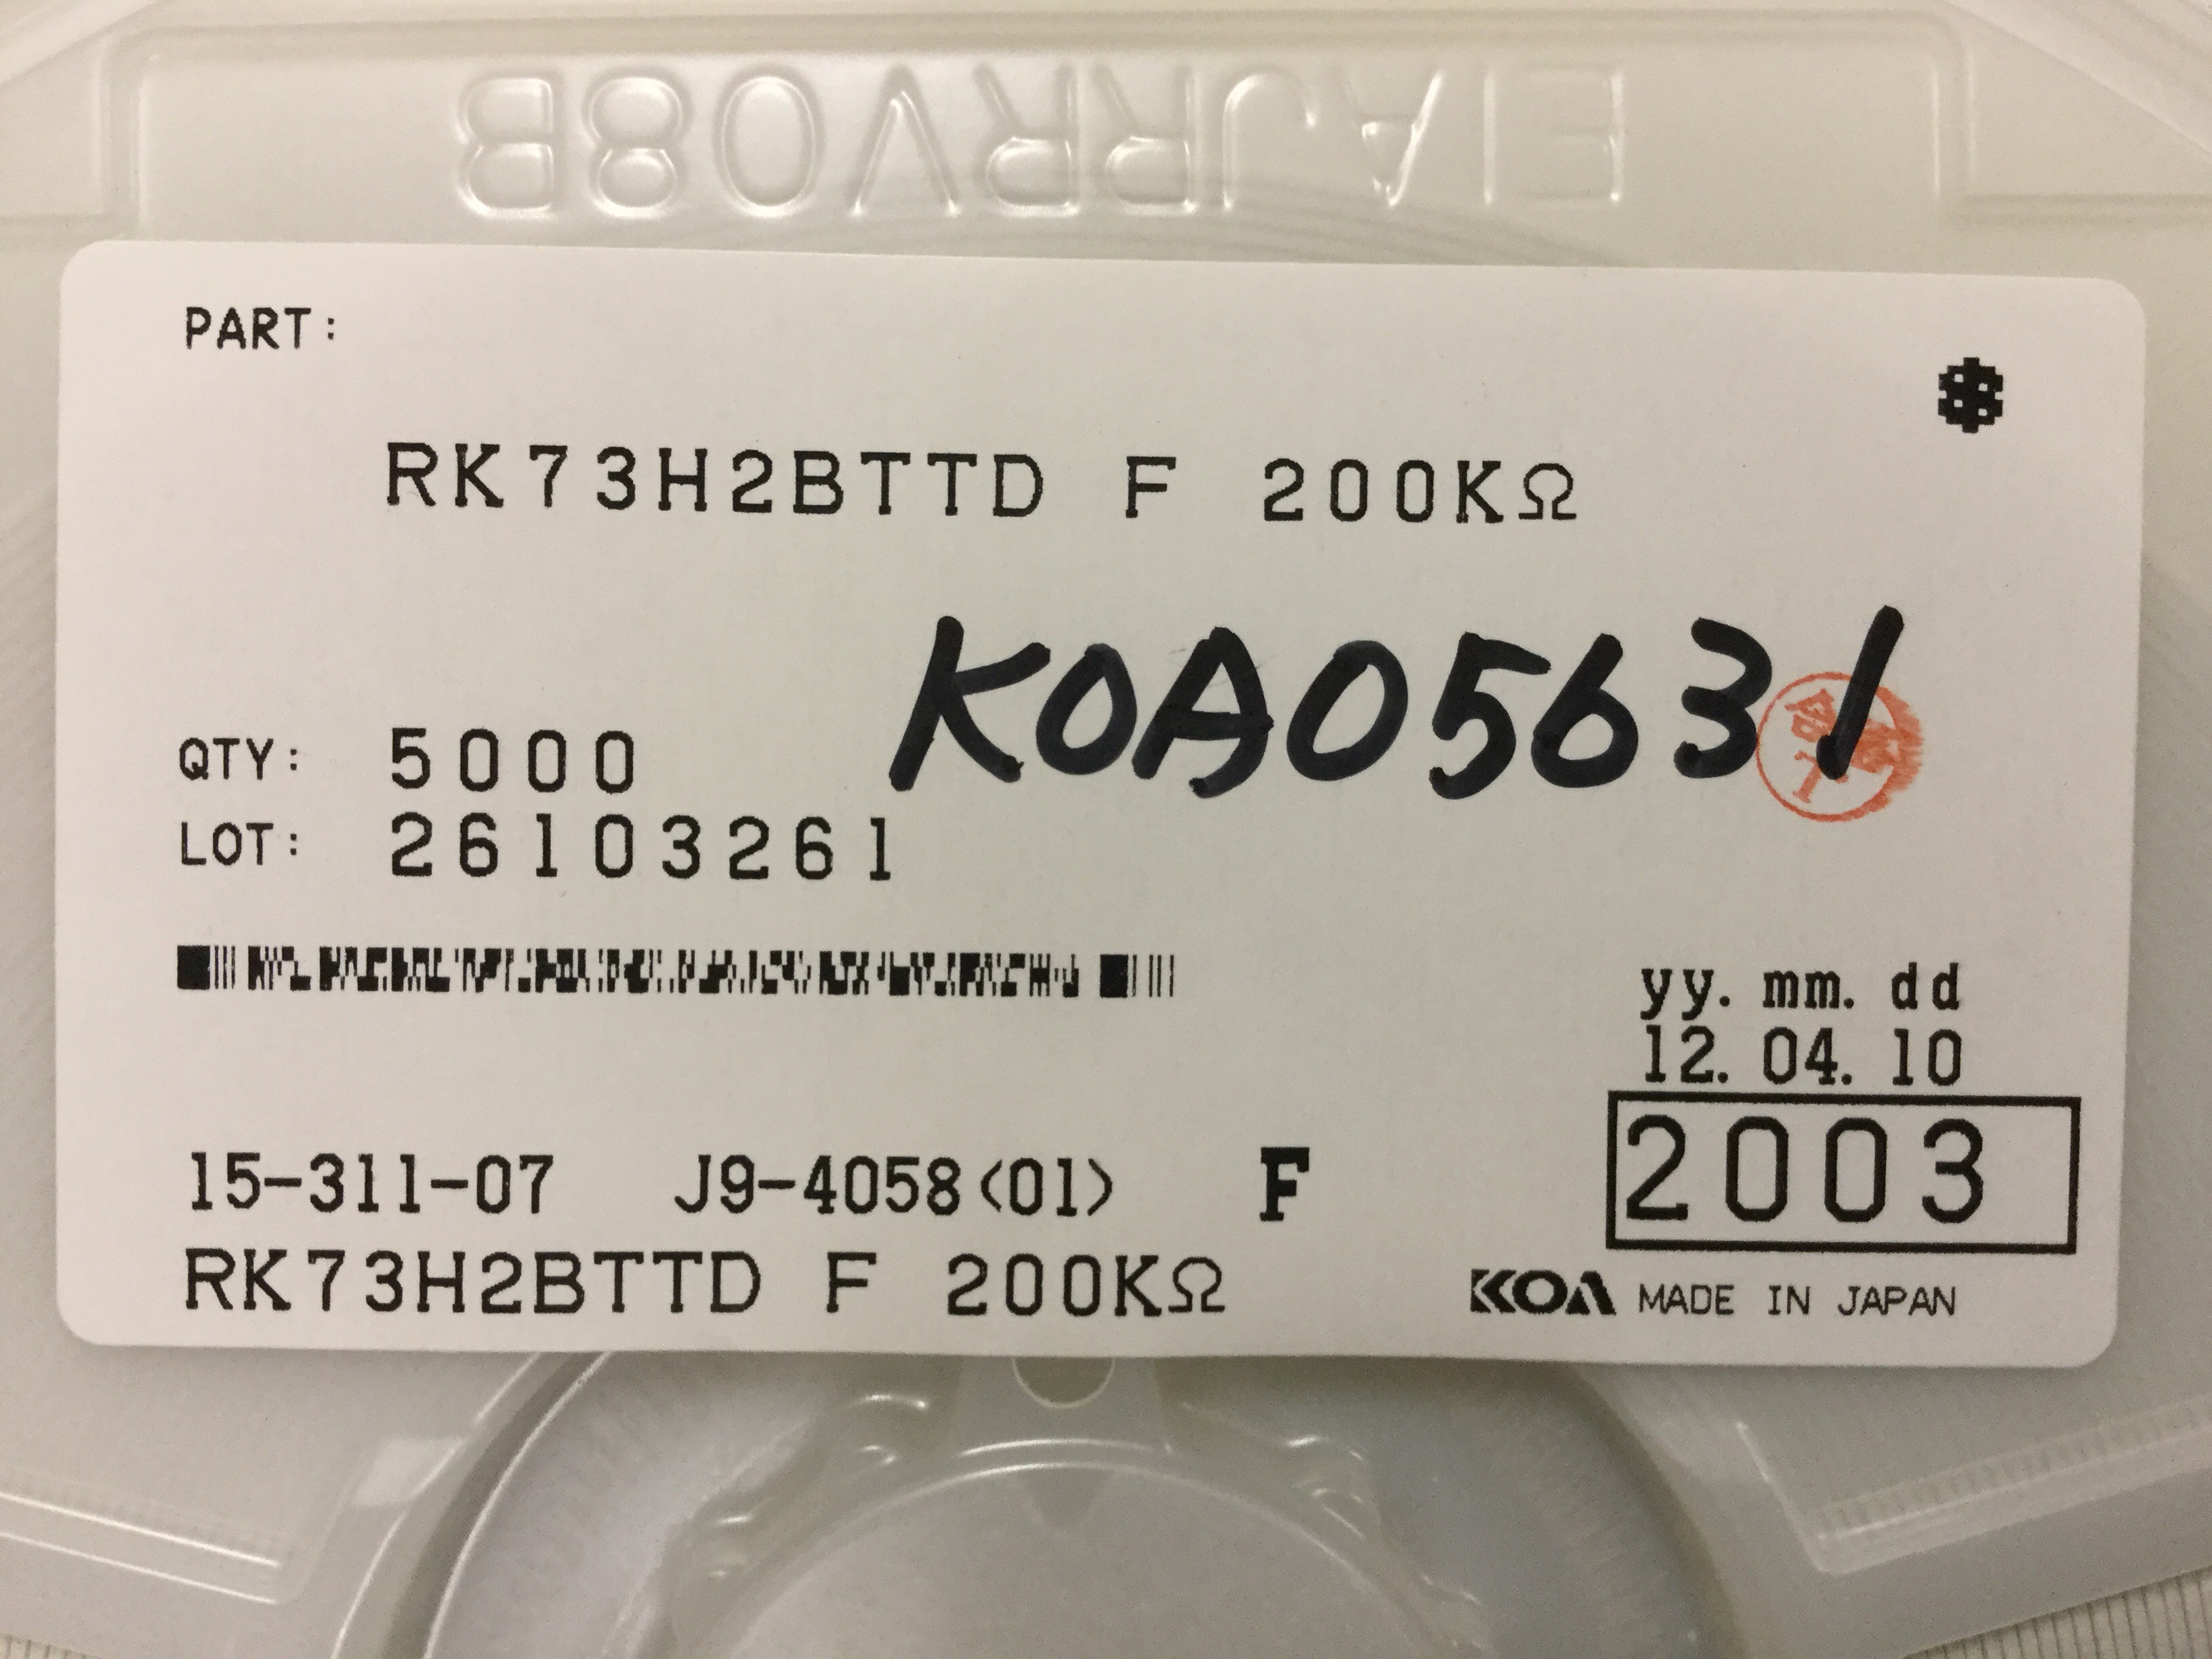 EIAJRRV08B
PART:
RK73H2BTTD F 200KΩ
KOA05631
QTY: 5000
LOT: 26103261
yy. mm. dd
12. 04. 10
2003
15-311-07 J9-4058<01> F
RK73H2BTTD F 200KΩ
KOA MADE IN JAPAN